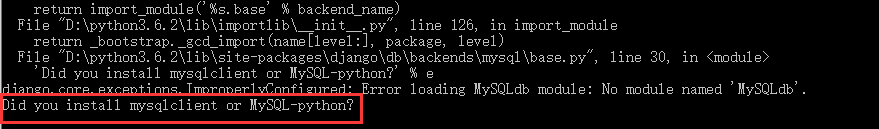 return import_module('%s.base' % backend_name)
File "D:\python3.6.2\lib\importlib\__init__.py", line 126, in import_module
return _bootstrap._gcd_import(name[level:], package, level)
File "D:\python3.6.2\lib\site-packages\django\db\backends\mysql\base.py", line 30, in <module>
'Did you install mysqlclient or MySQL-python?' % e
django.core.exceptions.ImproperlyConfigured: Error loading MySQLdb module: No module named 'MySQLdb'.
Did you install mysqlclient or MySQL-python?